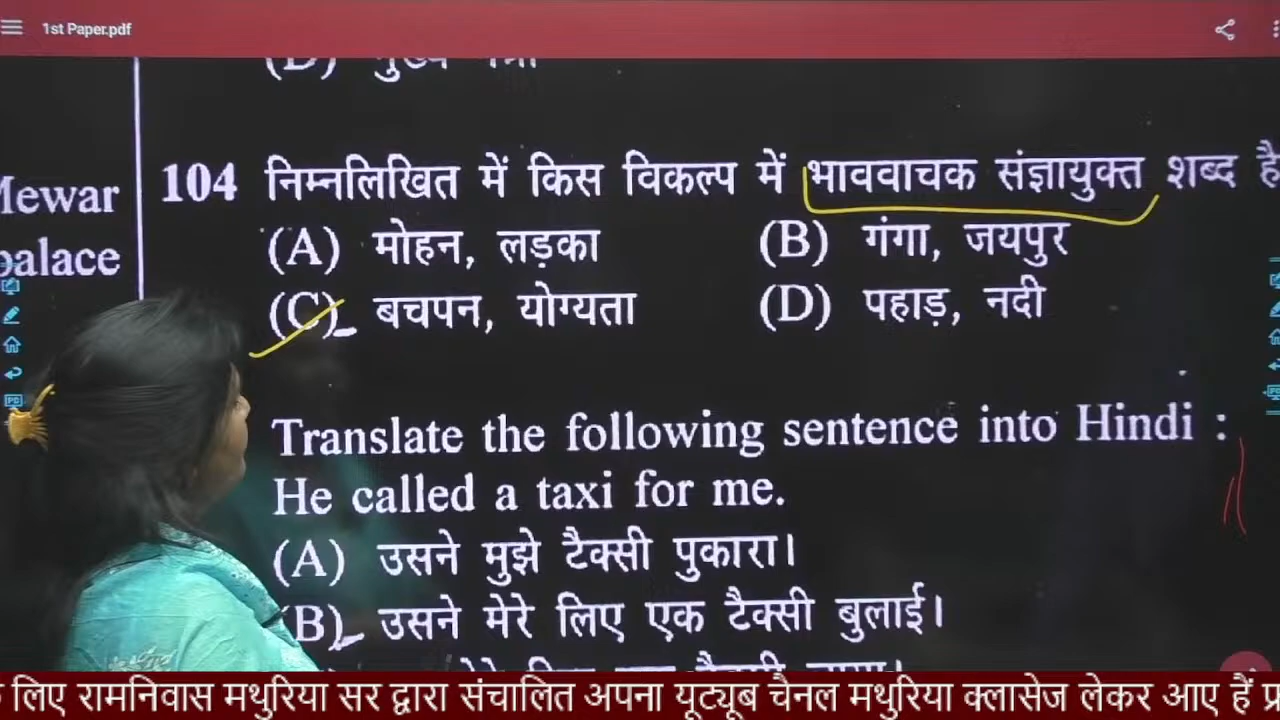 1st Paper.pdf
104 निम्नलिखित में किस विकल्प में भाववाचक संज्ञायुक्त शब्द है
(A) मोहन, लड़का (B) गंगा, जयपुर
(C) बचपन, योग्यता (D) पहाड़, नदी
Mewar
palace
Translate the following sentence into Hindi :
He called a taxi for me.
(A) उसने मुझे टैक्सी पुकारा।
(B) उसने मेरे लिए एक टैक्सी बुलाई।
लिए रामनिवास मथुरिया सर द्वारा संचालित अपना यूट्यूब चैनल मथुरिया क्लासेज लेकर आए हैं